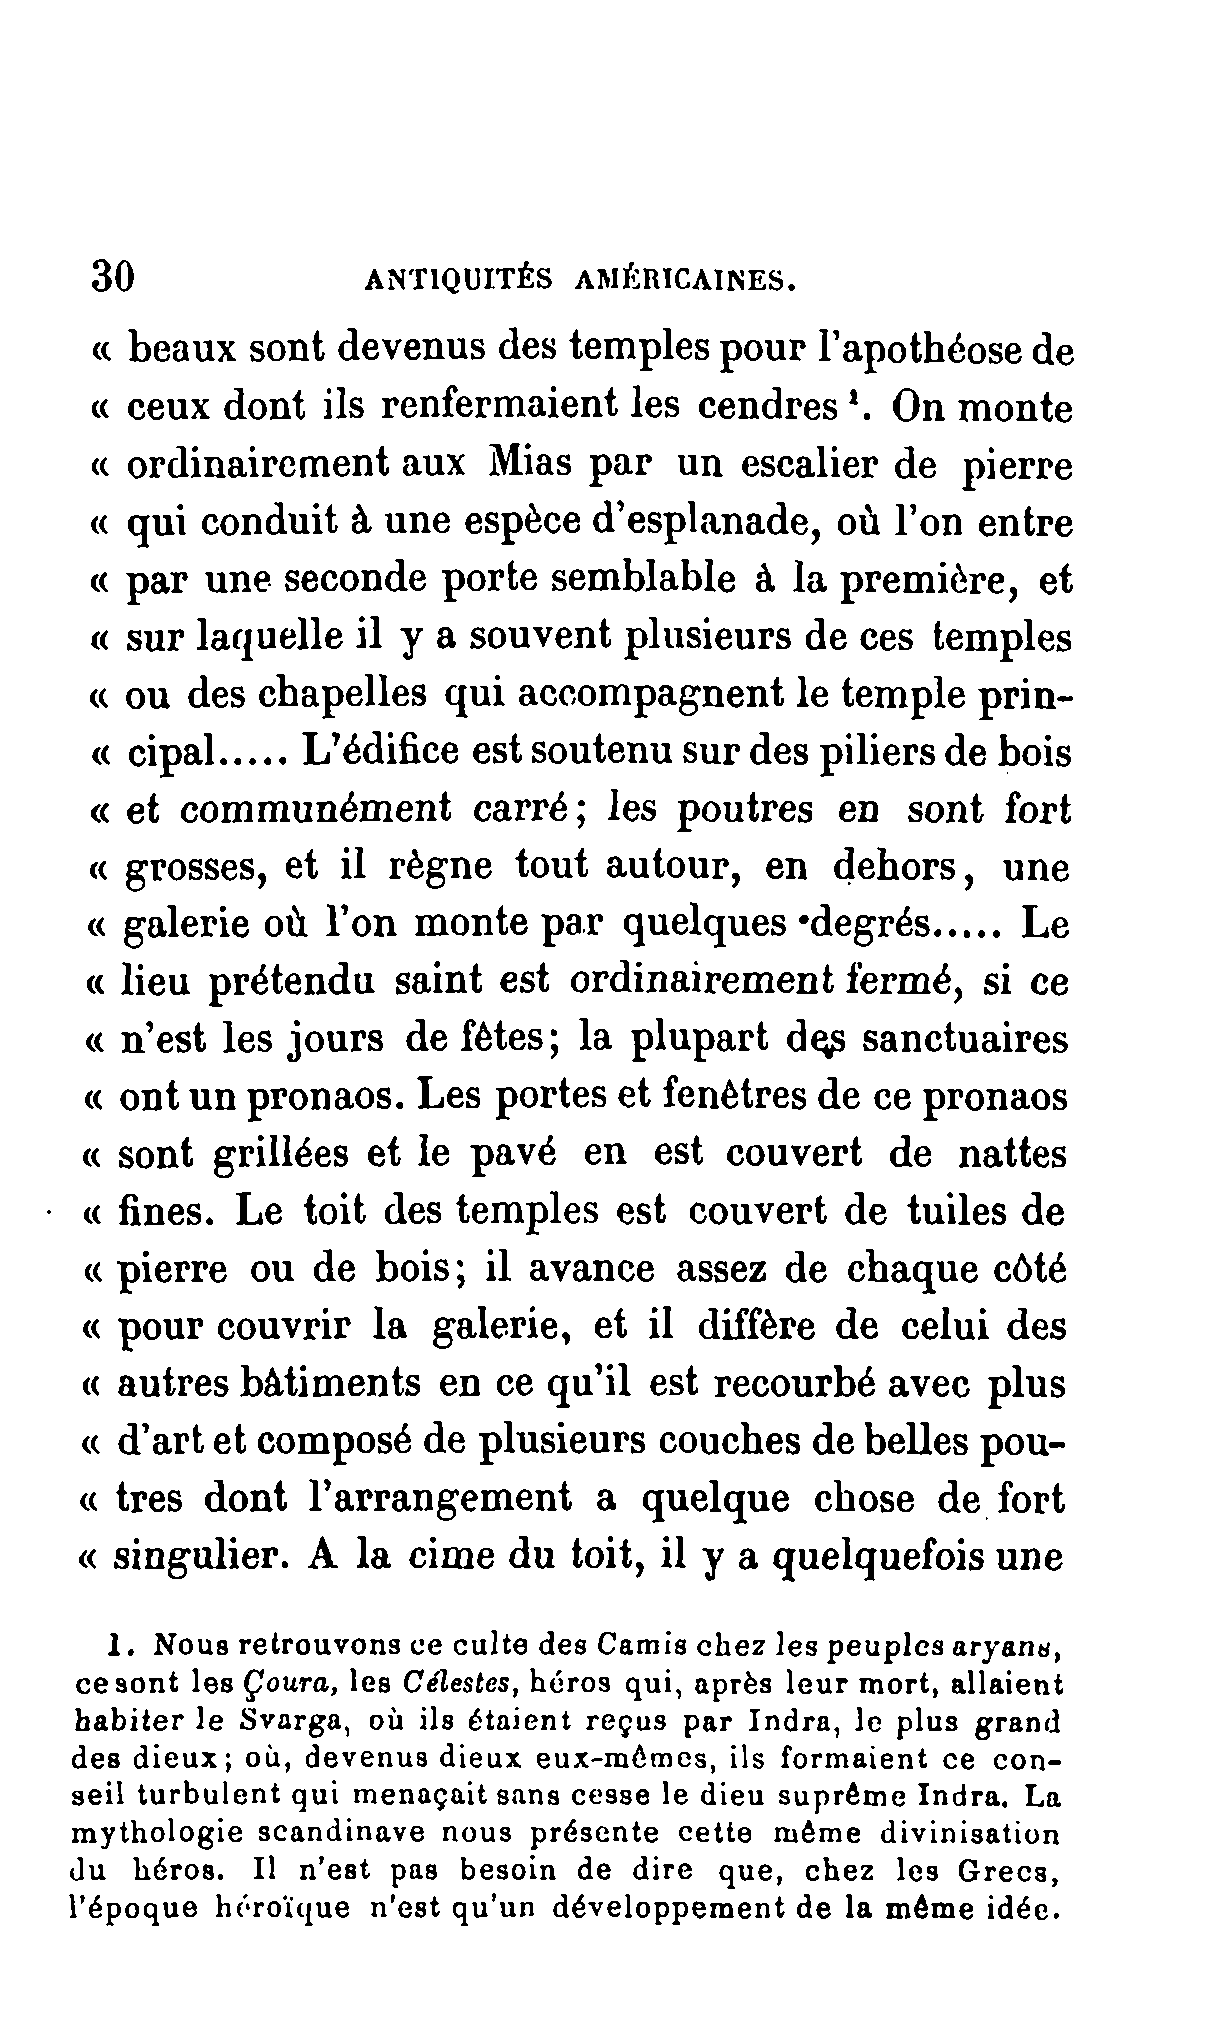 30 ANTIQUITÉS AMÉRICAINES.
« beaux sont devenus des temples pour l'apothéose de
« ceux dont ils renfermaient les cendres ¹. On monte
« ordinairement aux Mias par un escalier de pierre
« qui conduit à une espèce d'esplanade, où l'on entre
« par une seconde porte semblable à la première, et
« sur laquelle il y a souvent plusieurs de ces temples
« ou des chapelles qui accompagnent le temple prin-
« cipal..... L'édifice est soutenu sur des piliers de bois
« et communément carré; les poutres en sont fort
« grosses, et il règne tout autour, en dehors, une
« galerie où l'on monte par quelques degrés..... Le
« lieu prétendu saint est ordinairement fermé, si ce
« n'est les jours de fêtes; la plupart des sanctuaires
« ont un pronaos. Les portes et fenêtres de ce pronaos
« sont grillées et le pavé en est couvert de nattes
« fines. Le toit des temples est couvert de tuiles de
« pierre ou de bois; il avance assez de chaque côté
« pour couvrir la galerie, et il diffère de celui des
« autres bâtiments en ce qu'il est recourbé avec plus
« d'art et composé de plusieurs couches de belles pou-
« tres dont l'arrangement a quelque chose de fort
« singulier. A la cime du toit, il y a quelquefois une
1. Nous retrouvons ce culte des Camis chez les peuples aryans,
ce sont les Çoura, les Célestes, héros qui, après leur mort, allaient
habiter le Svarga, où ils étaient reçus par Indra, le plus grand
des dieux; où, devenus dieux eux-mêmes, ils formaient ce con-
seil turbulent qui menaçait sans cesse le dieu suprême Indra. La
mythologie scandinave nous présente cette même divinisation
du héros. Il n'est pas besoin de dire que, chez les Grecs,
l'époque héroïque n'est qu'un développement de la même idée.